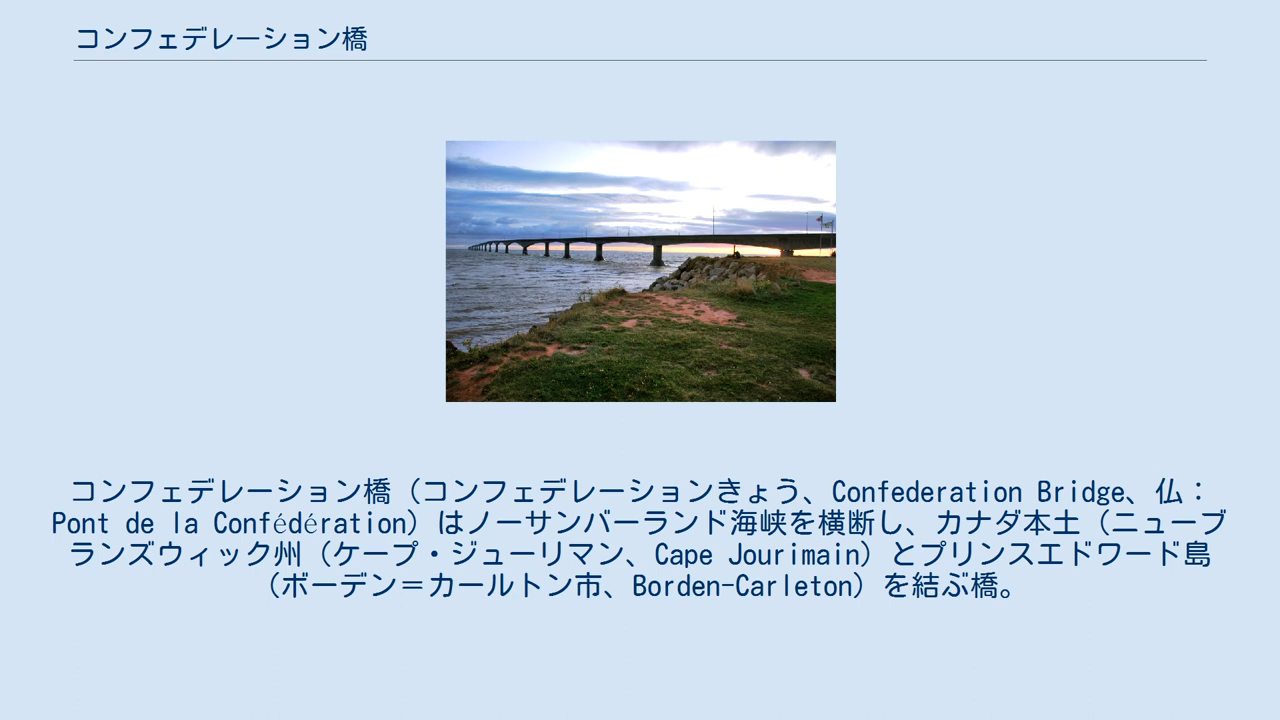 コンフェデレーション橋
コンフェデレーション橋（コンフェデレーションきょう、Confederation Bridge、仏：
Pont de la Confédération）はノーサンバーランド海峡を横断し、カナダ本土（ニューブ
ランズウィック州（ケープ・ジューリマン、Cape Jourimain）とプリンスエドワード島
（ボーデン＝カールトン市、Borden-Carleton）を結ぶ橋。